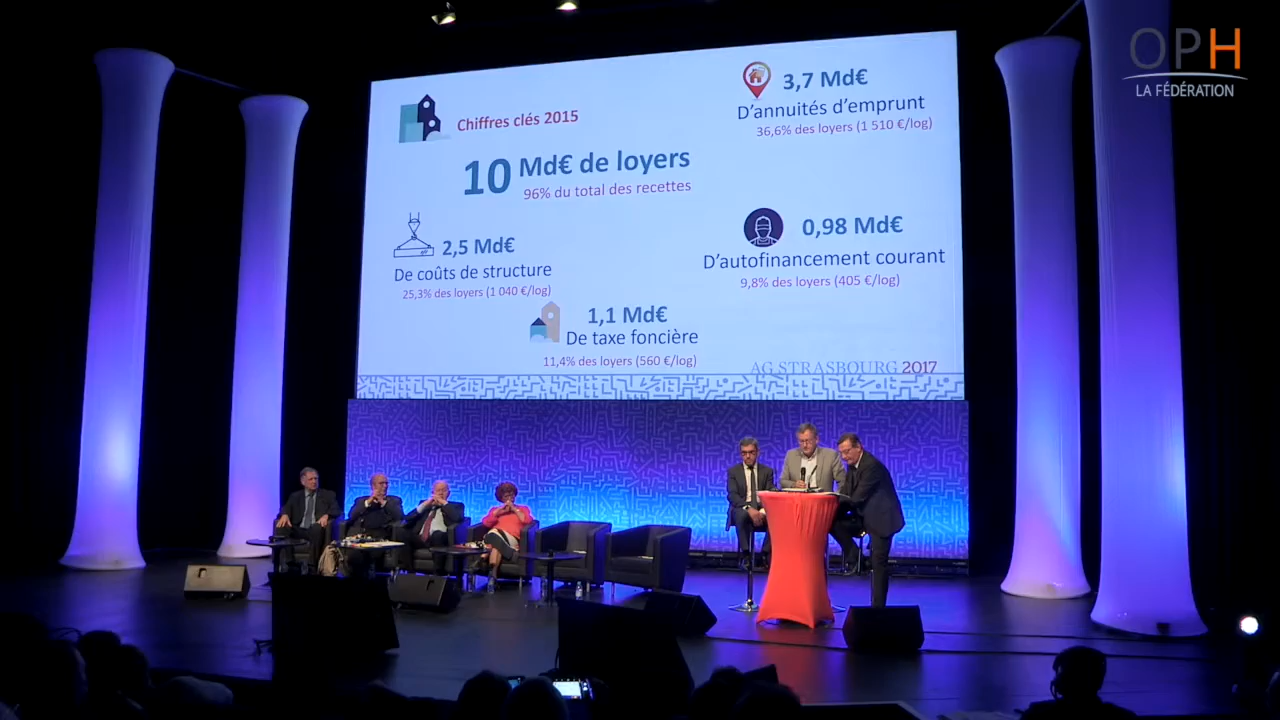 OPH
LA FÉDÉRATION
Chiffres clés 2015
10 Md€ de loyers
96% du total des recettes
3,7 Md€
D'annuités d'emprunt
36,6% des loyers (1 510 €/log)
2,5 Md€
De coûts de structure
25,3% des loyers (1 040 €/log)
0,98 Md€
D'autofinancement courant
9,8% des loyers (405 €/log)
1,1 Md€
De taxe foncière
11,4% des loyers (560 €/log)
AG STRASBOURG 2017